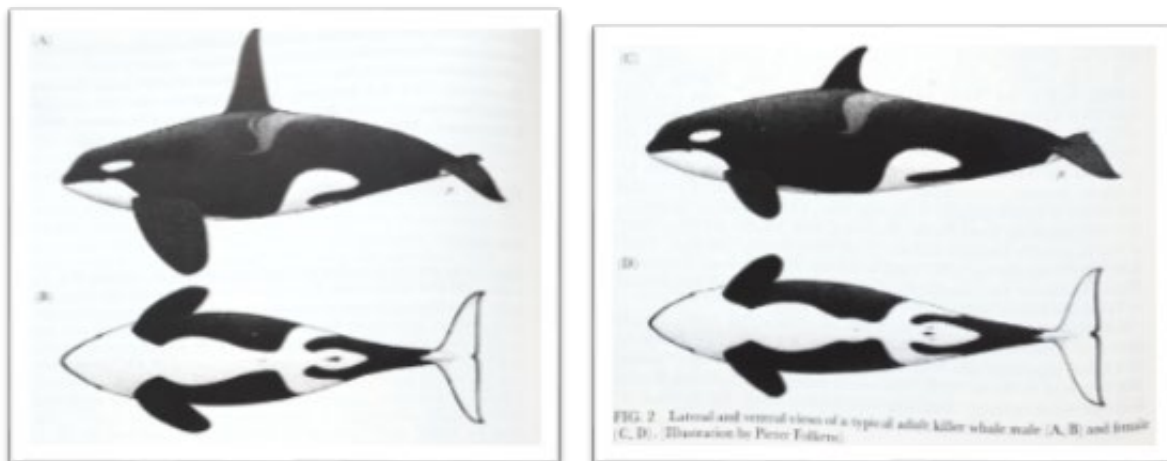 (A)
(B)
(C)
(D)
FIG. 2 Lateral and ventral views of a typical adult killer whale male (A, B) and female
(C, D). (Illustration by Pieter Folkens)